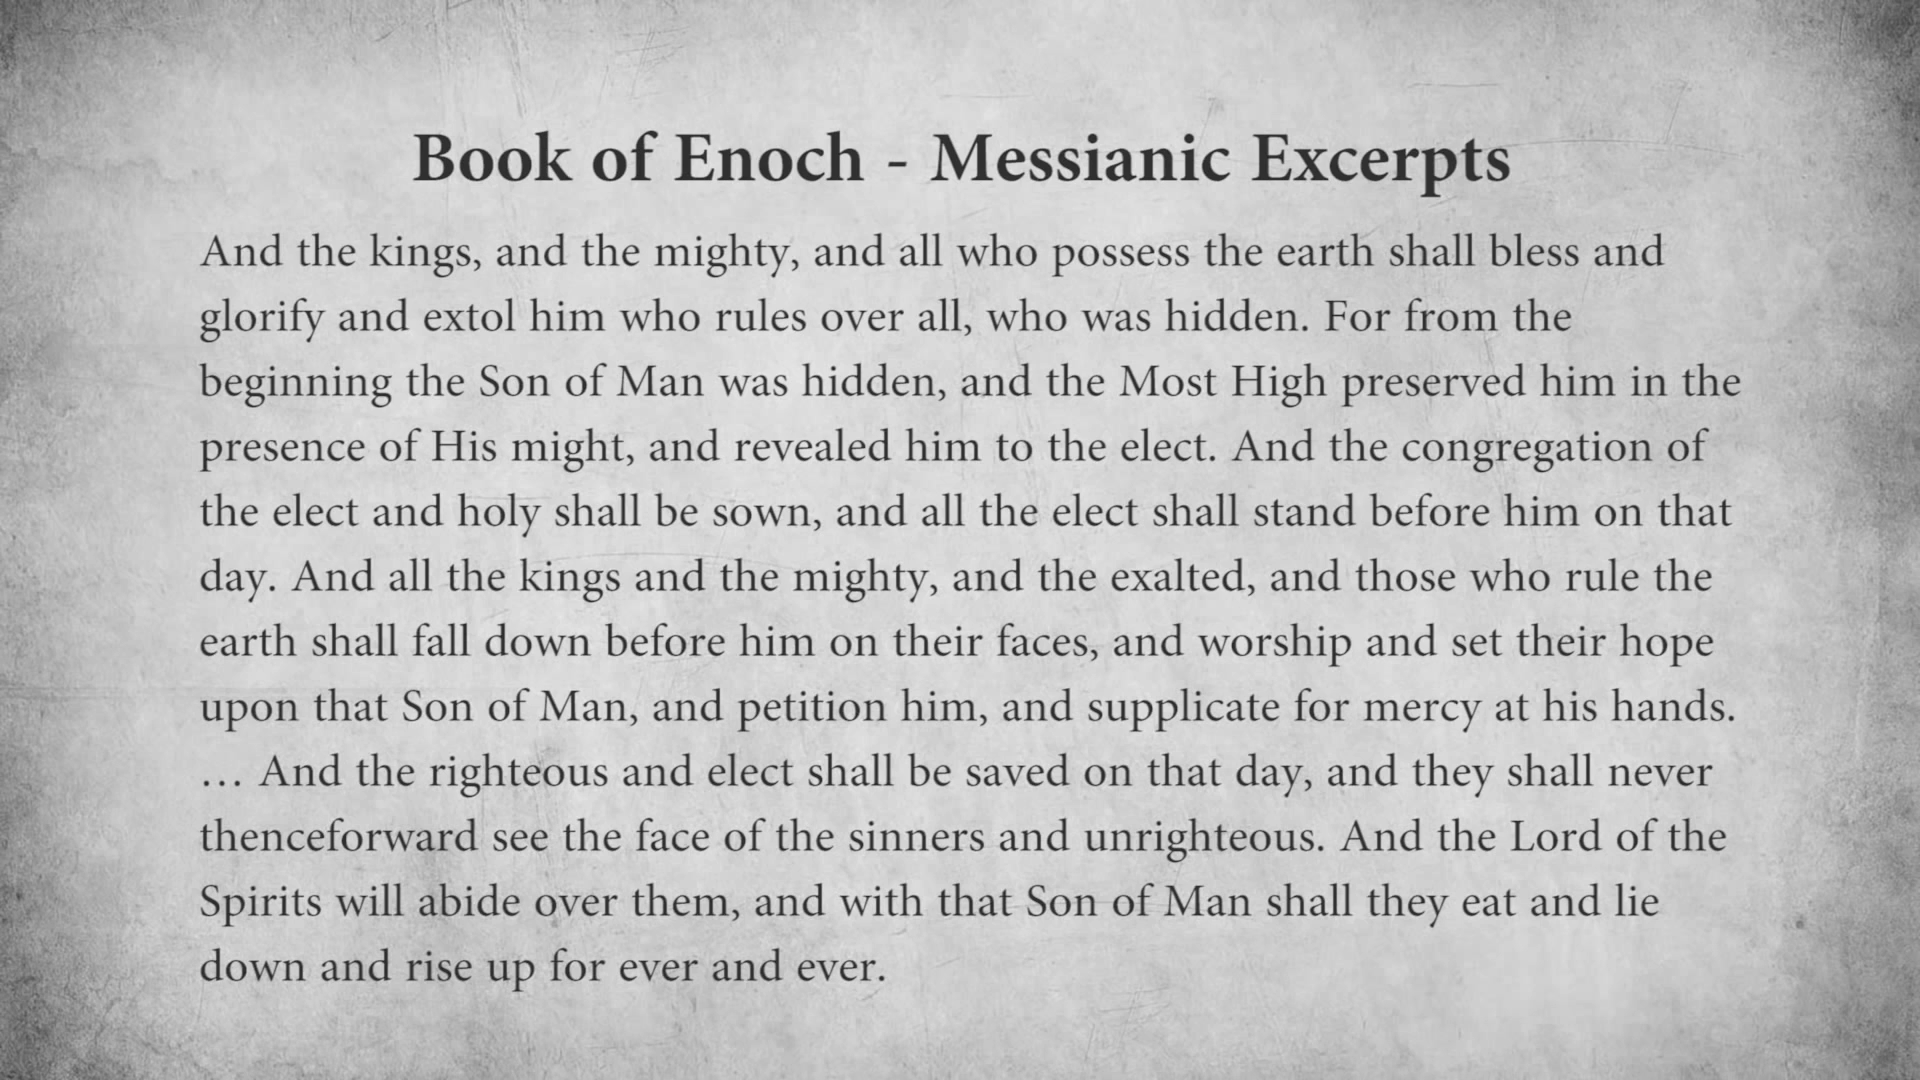 Book of Enoch - Messianic Excerpts
And the kings, and the mighty, and all who possess the earth shall bless and
glorify and extol him who rules over all, who was hidden. For from the
beginning the Son of Man was hidden, and the Most High preserved him in the
presence of His might, and revealed him to the elect. And the congregation of
the elect and holy shall be sown, and all the elect shall stand before him on that
day. And all the kings and the mighty, and the exalted, and those who rule the
earth shall fall down before him on their faces, and worship and set their hope
upon that Son of Man, and petition him, and supplicate for mercy at his hands.
… And the righteous and elect shall be saved on that day, and they shall never
thenceforward see the face of the sinners and unrighteous. And the Lord of the
Spirits will abide over them, and with that Son of Man shall they eat and lie
down and rise up for ever and ever.